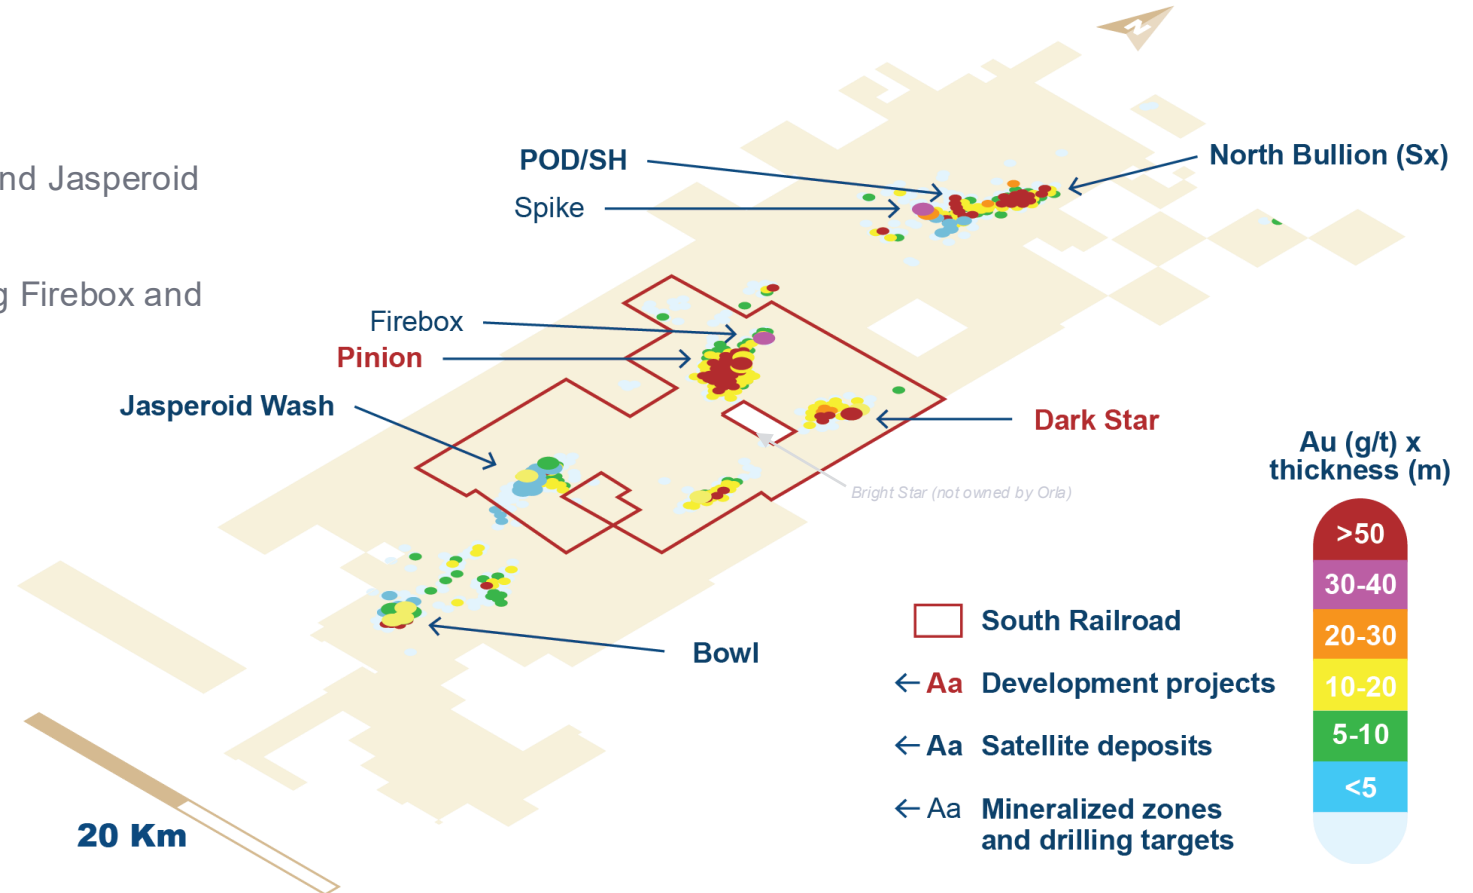 N
nd Jasperoid
g Firebox and
POD/SH
Spike
North Bullion (Sx)
Firebox
Pinion
Jasperoid Wash
Dark Star
Bright Star (not owned by Orla)
Bowl
20 Km
South Railroad
Aa Development projects
Aa Satellite deposits
Aa Mineralized zones
and drilling targets
Au (g/t) x
thickness (m)
>50
30-40
20-30
10-20
5-10
<5